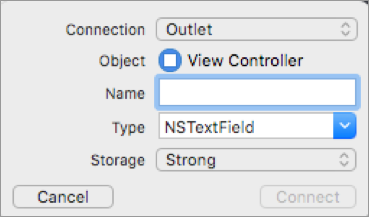 Connection Outlet
Object View Controller
Name
Type NSTextField
Storage Strong
Cancel Connect